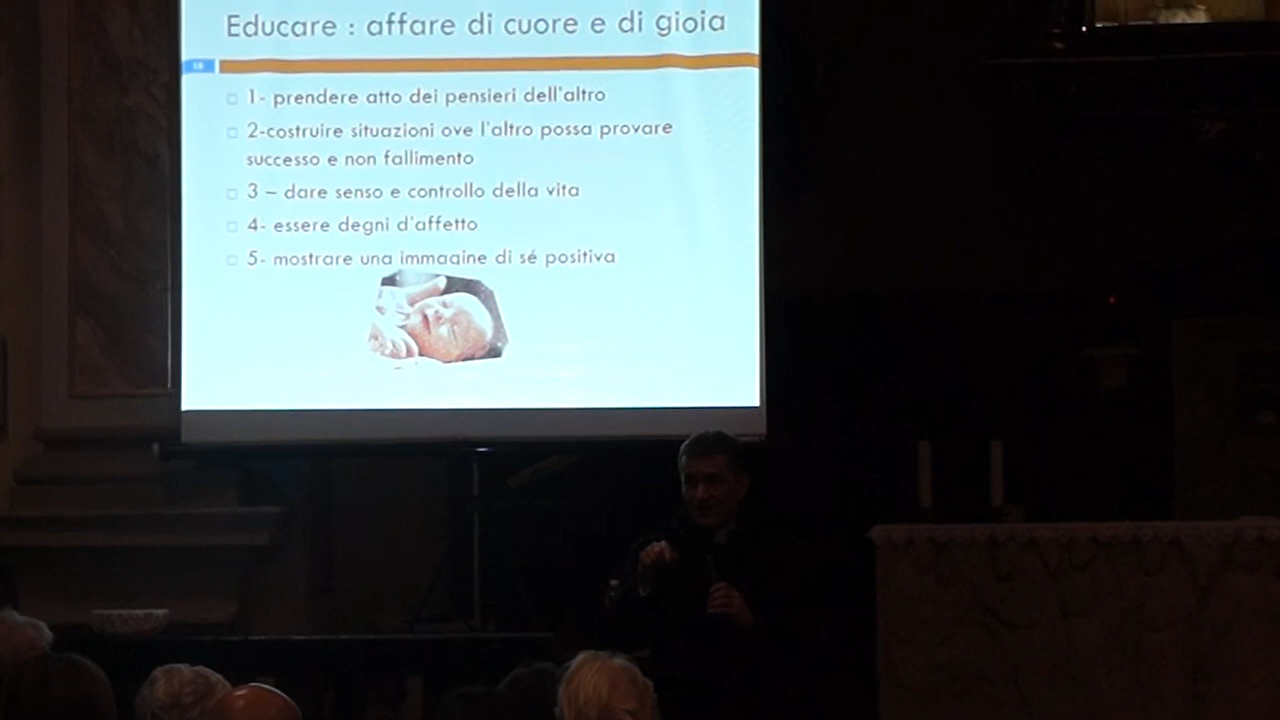 Educare : affare di cuore e di gioia
18
1- prendere atto dei pensieri dell'altro
2-costruire situazioni ove l'altro possa provare
successo e non fallimento
3 – dare senso e controllo della vita
4- essere degni d'affetto
5- mostrare una immagine di sé positiva